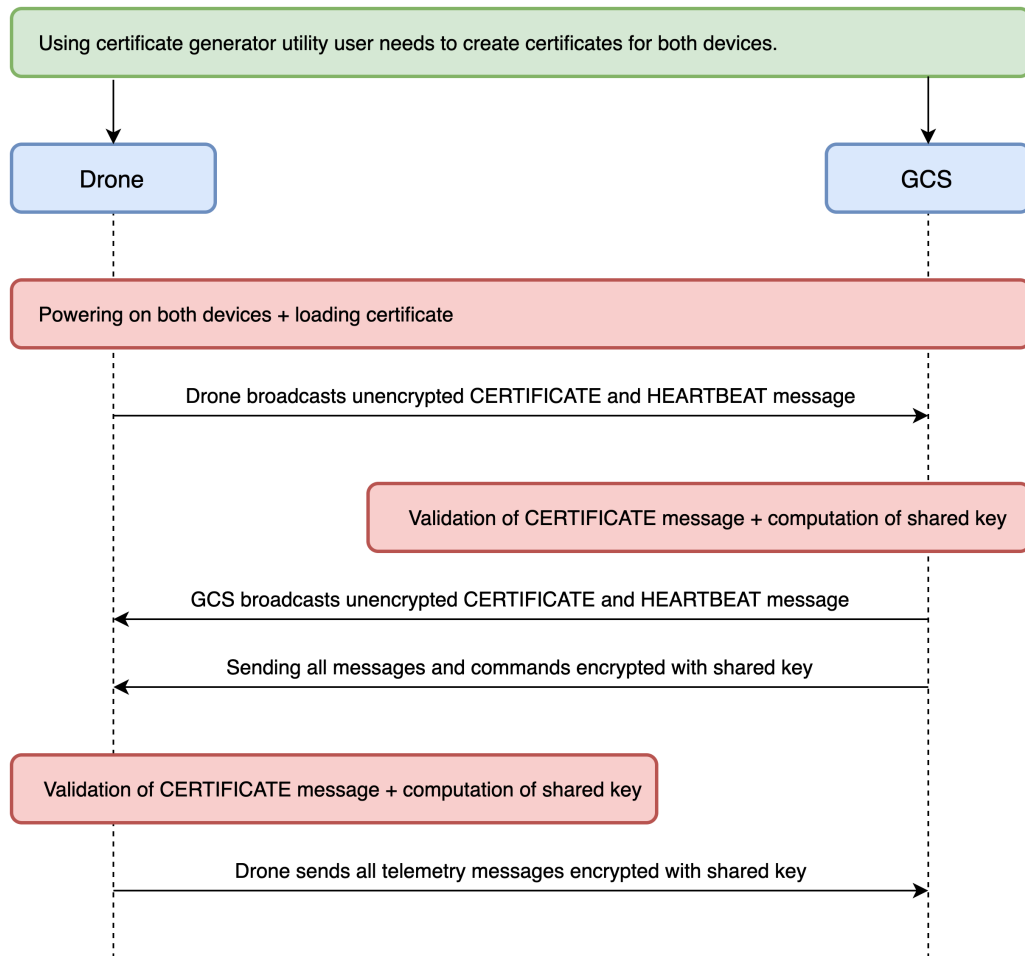 Using certificate generator utility user needs to create certificates for both devices.
Drone
GCS
Powering on both devices + loading certificate
Drone broadcasts unencrypted CERTIFICATE and HEARTBEAT message
Validation of CERTIFICATE message + computation of shared key
GCS broadcasts unencrypted CERTIFICATE and HEARTBEAT message
Sending all messages and commands encrypted with shared key
Validation of CERTIFICATE message + computation of shared key
Drone sends all telemetry messages encrypted with shared key